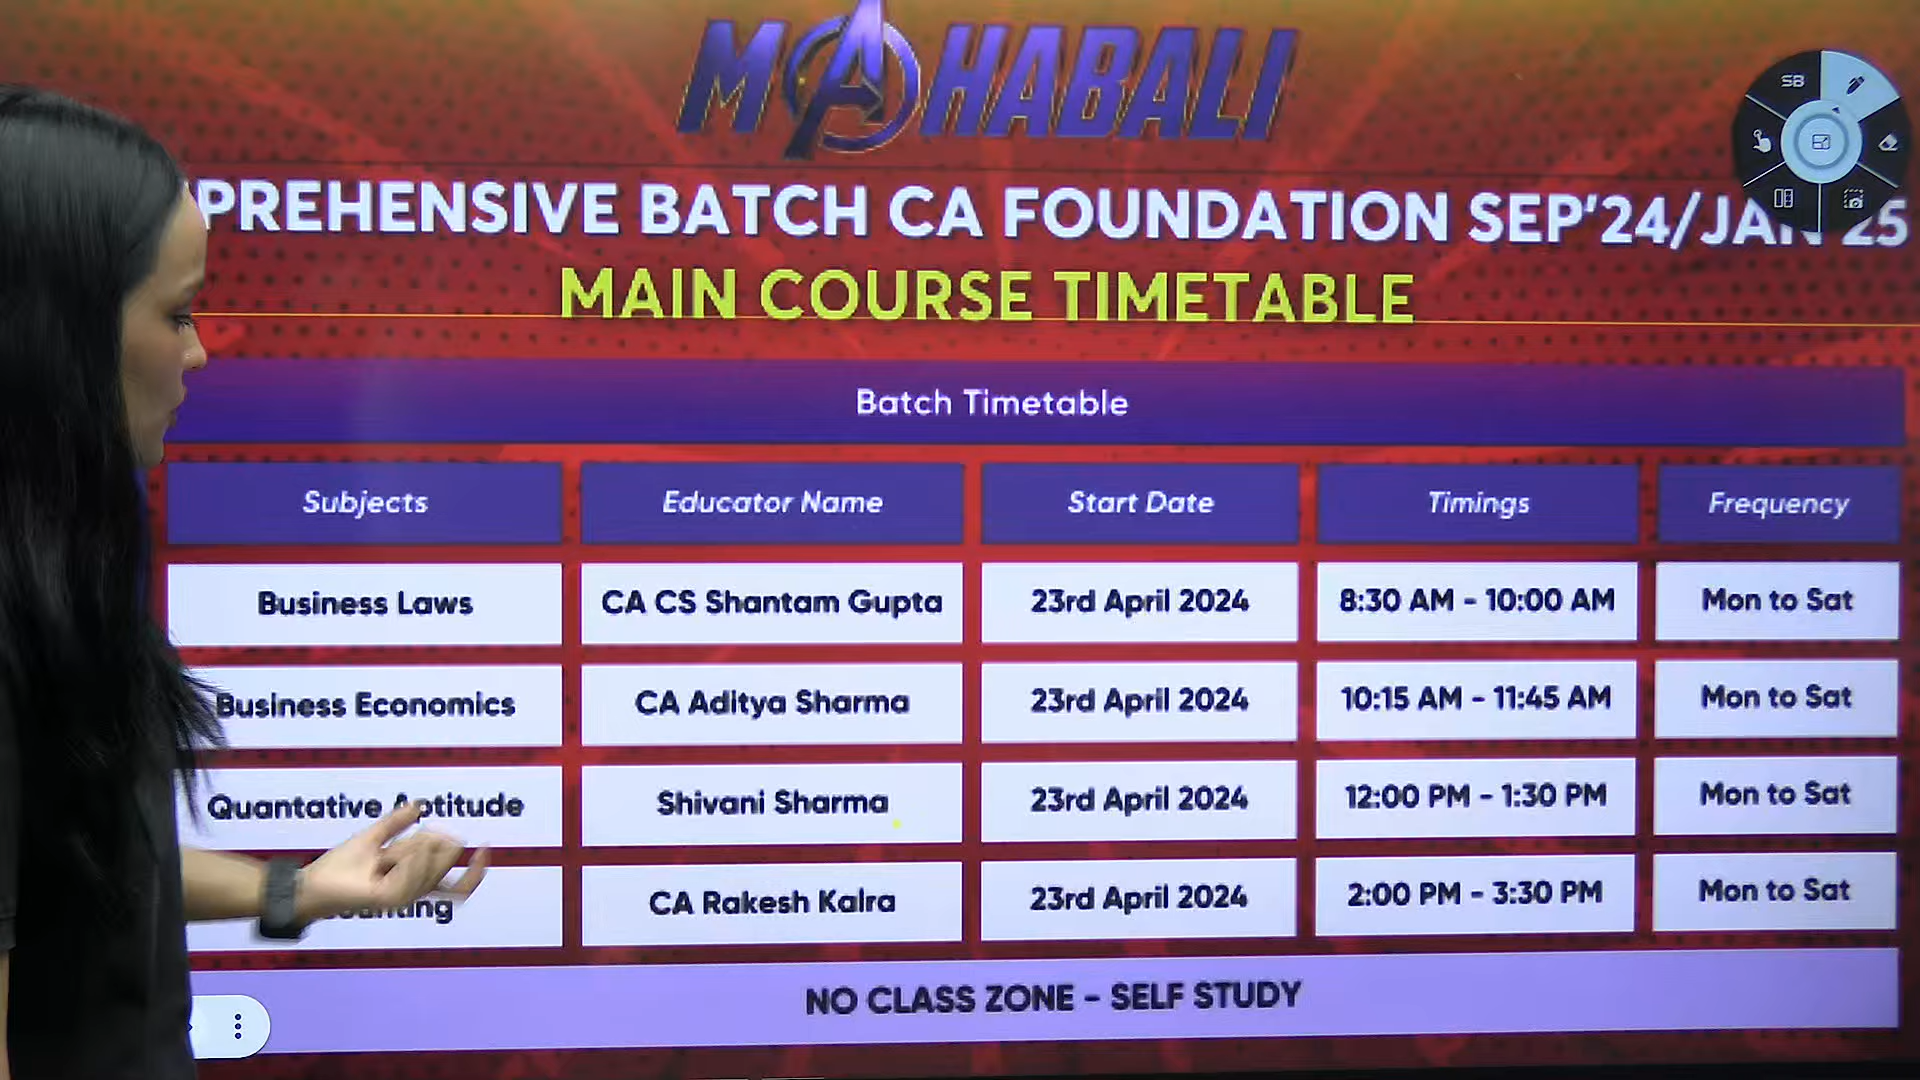 MAHABALI
PREHENSIVE BATCH CA FOUNDATION SEP'24/JAN'25
MAIN COURSE TIMETABLE
Batch Timetable
Subjects Educator Name Start Date Timings Frequency
Business Laws CA CS Shantam Gupta 23rd April 2024 8:30 AM - 10:00 AM Mon to Sat
Business Economics CA Aditya Sharma 23rd April 2024 10:15 AM - 11:45 AM Mon to Sat
Quantative Aptitude Shivani Sharma 23rd April 2024 12:00 PM - 1:30 PM Mon to Sat
CA Rakesh Kalra 23rd April 2024 2:00 PM - 3:30 PM Mon to Sat
NO CLASS ZONE - SELF STUDY
SB